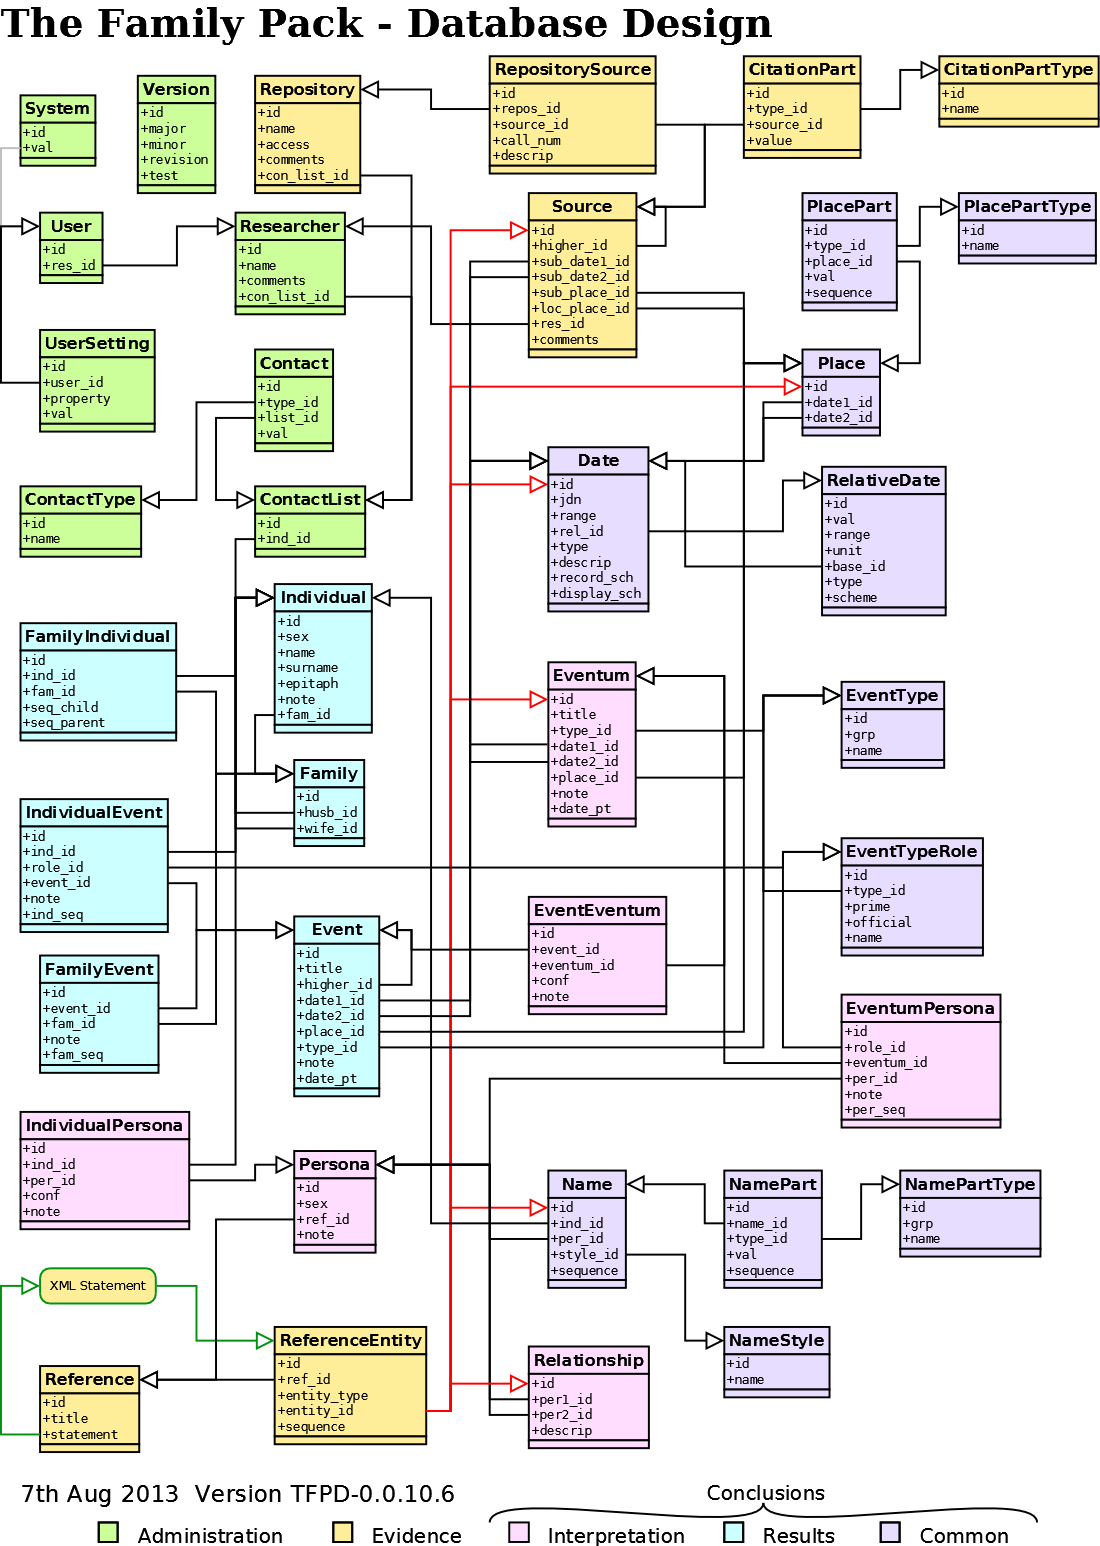 The Family Pack - Database Design
System
+id
+val
Version
+id
+major
+minor
+revision
+test
Repository
+id
+name
+access
+comments
+con_list_id
RepositorySource
+id
+repos_id
+source_id
+call_num
+descrip
CitationPart
+id
+type_id
+source_id
+value
CitationPartType
+id
+name
User
+id
+res_id
Researcher
+id
+name
+comments
+con_list_id
Source
+id
+higher_id
+sub_date1_id
+sub_date2_id
+sub_place_id
+loc_place_id
+res_id
+comments
PlacePart
+id
+type_id
+place_id
+val
+sequence
PlacePartType
+id
+name
UserSetting
+id
+user_id
+property
+val
Contact
+id
+type_id
+list_id
+val
Place
+id
+date1_id
+date2_id
ContactType
+id
+name
ContactList
+id
+ind_id
Date
+id
+jdn
+range
+rel_id
+type
+descrip
+record_sch
+display_sch
RelativeDate
+id
+val
+range
+unit
+base_id
+type
+scheme
FamilyIndividual
+id
+ind_id
+fam_id
+seq_child
+seq_parent
Individual
+id
+sex
+name
+surname
+epitaph
+note
+fam_id
Eventum
+id
+title
+type_id
+date1_id
+date2_id
+place_id
+note
+date_pt
EventType
+id
+grp
+name
Family
+id
+husb_id
+wife_id
IndividualEvent
+id
+ind_id
+role_id
+event_id
+note
+ind_seq
EventTypeRole
+id
+type_id
+prime
+official
+name
Event
+id
+title
+higher_id
+date1_id
+date2_id
+place_id
+type_id
+note
+date_pt
EventEventum
+id
+event_id
+eventum_id
+conf
+note
FamilyEvent
+id
+event_id
+fam_id
+note
+fam_seq
EventumPersona
+id
+role_id
+eventum_id
+per_id
+note
+per_seq
IndividualPersona
+id
+ind_id
+per_id
+conf
+note
Persona
+id
+sex
+ref_id
+note
Name
+id
+ind_id
+per_id
+style_id
+sequence
NamePart
+id
+name_id
+type_id
+val
+sequence
NamePartType
+id
+grp
+name
XML Statement
ReferenceEntity
+id
+ref_id
+entity_type
+entity_id
+sequence
NameStyle
+id
+name
Reference
+id
+title
+statement
Relationship
+id
+per1_id
+per2_id
+descrip
7th Aug 2013 Version TFPD-0.0.10.6
Conclusions
Administration
Evidence
Interpretation
Results
Common